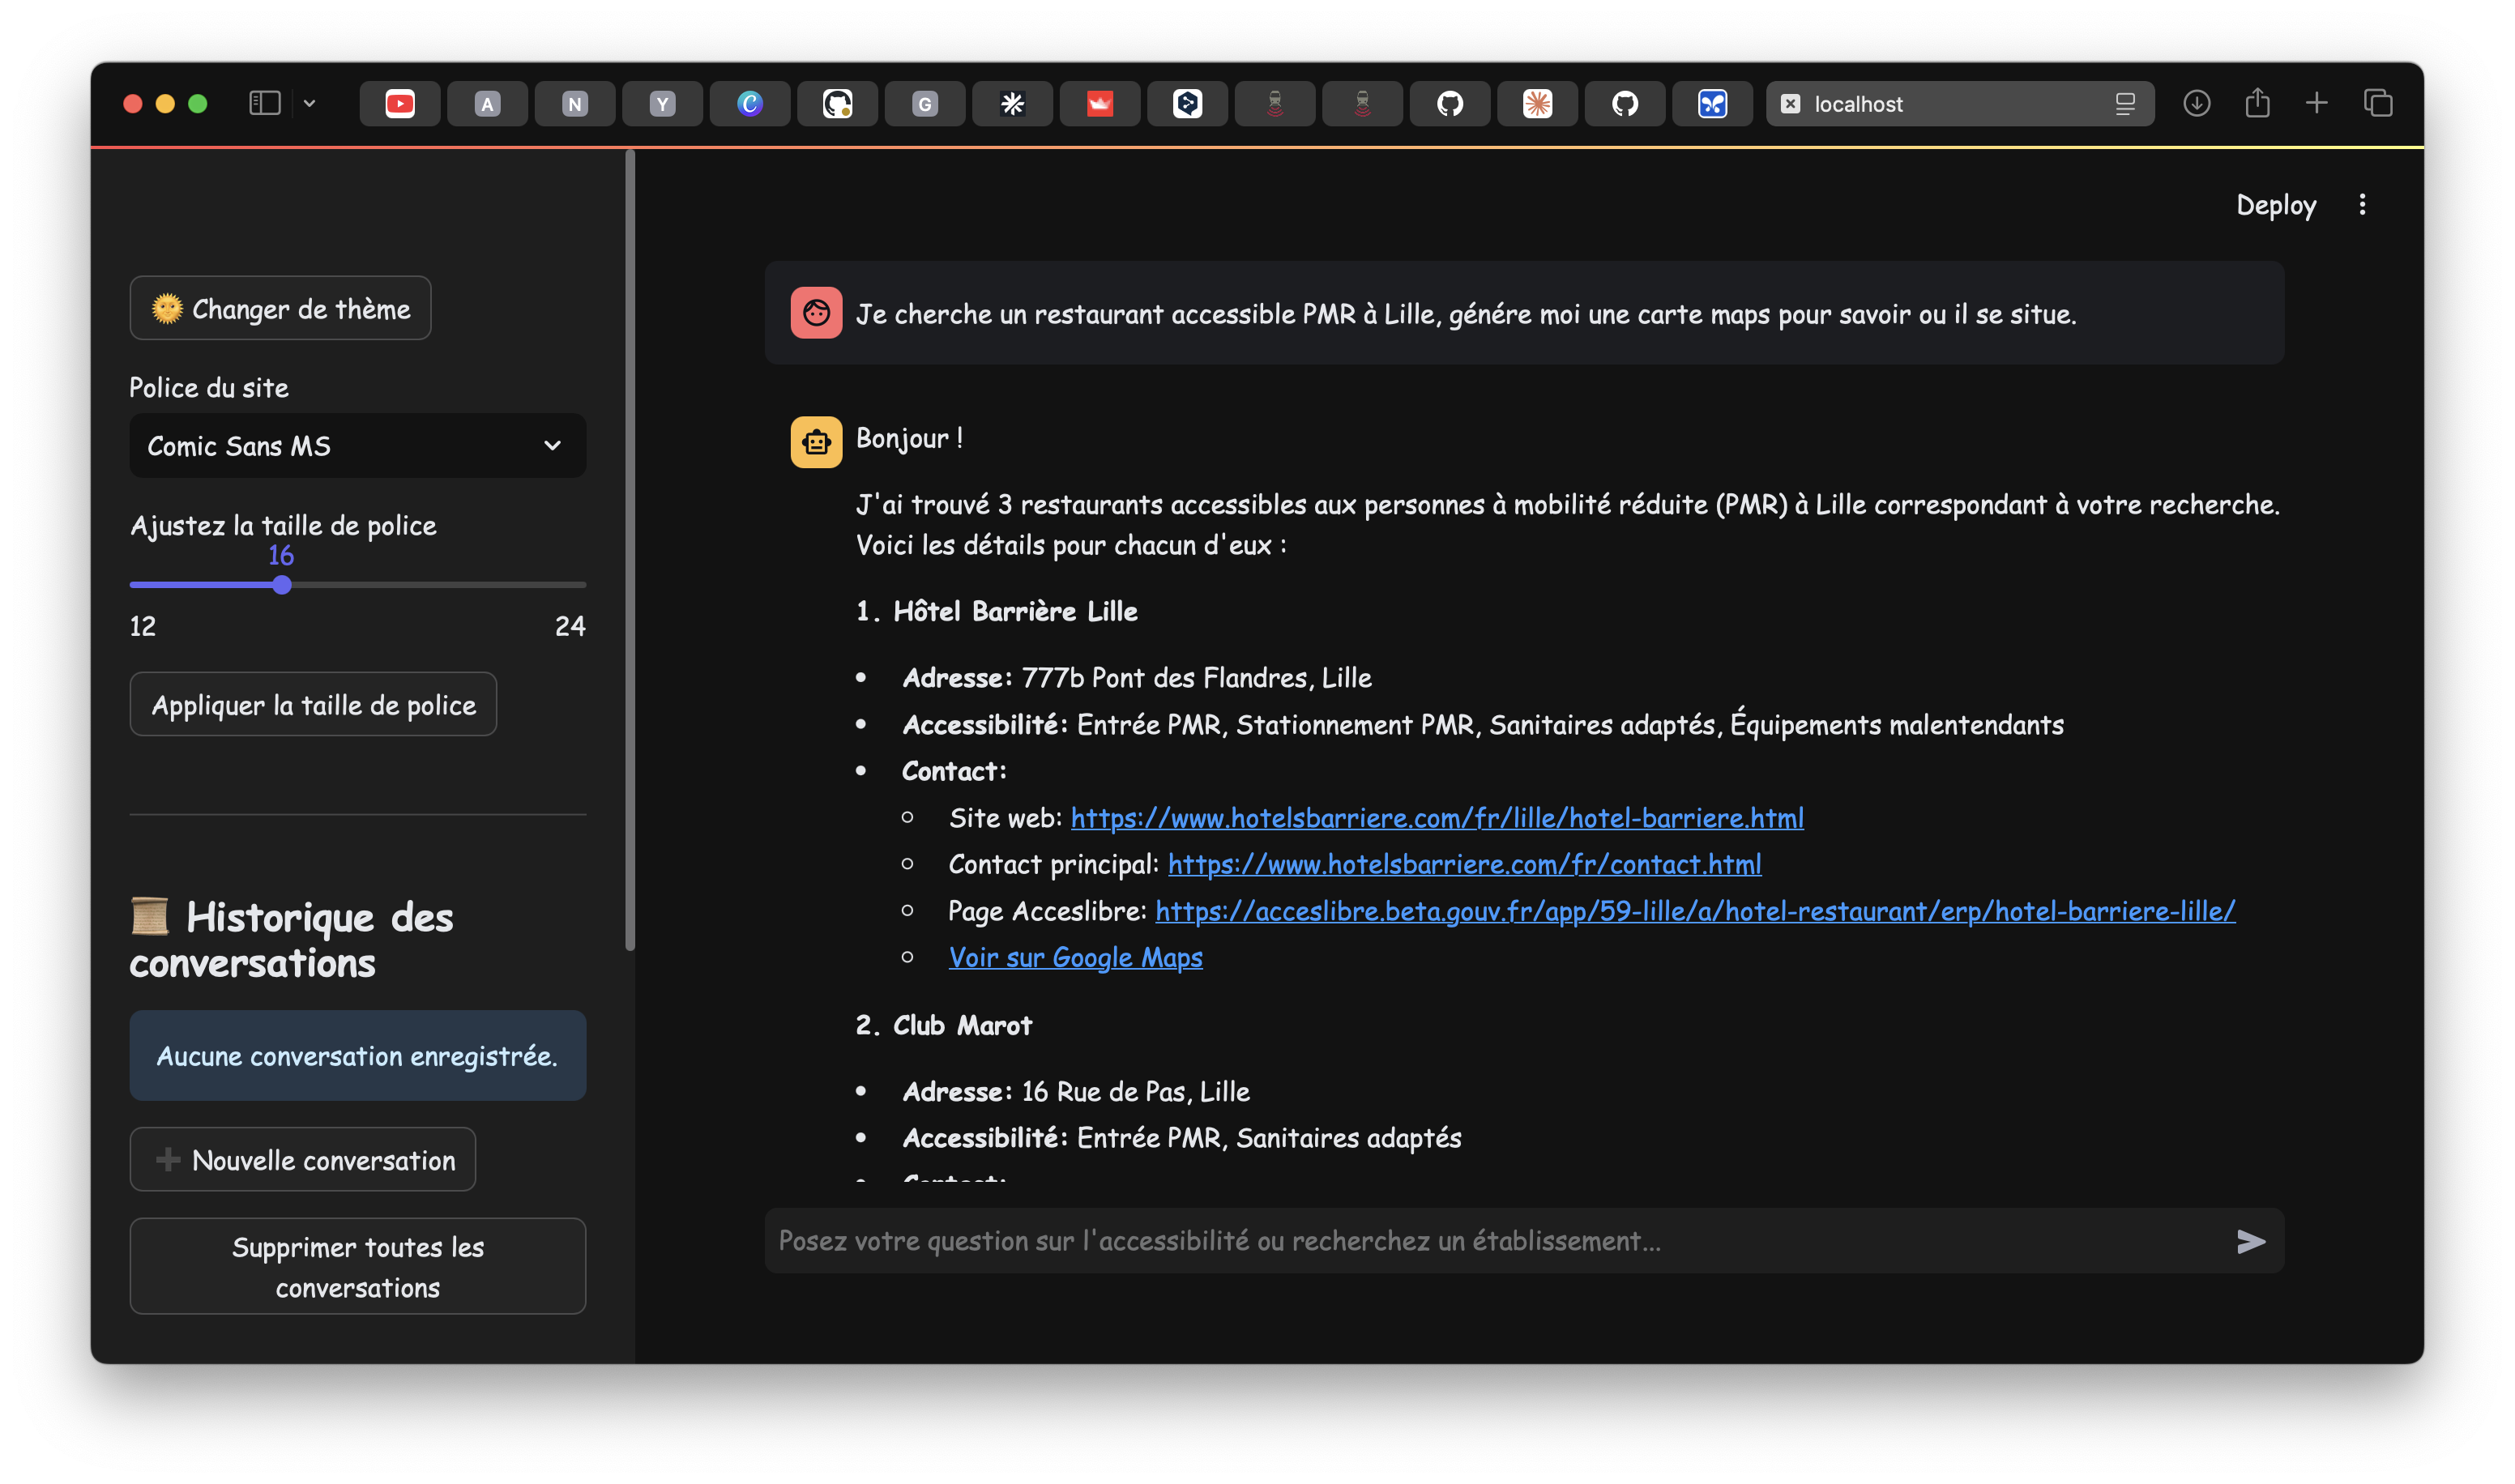 A
N
Y
G
localhost
Deploy
Changer de thème
Police du site
Comic Sans MS
Ajustez la taille de police
16
12
24
Appliquer la taille de police
Historique des
conversations
Aucune conversation enregistrée.
Nouvelle conversation
Supprimer toutes les
conversations
Je cherche un restaurant accessible PMR à Lille, génére moi une carte maps pour savoir ou il se situe.
Bonjour !
J'ai trouvé 3 restaurants accessibles aux personnes à mobilité réduite (PMR) à Lille correspondant à votre recherche.
Voici les détails pour chacun d'eux :
1. Hôtel Barrière Lille
Adresse: 777b Pont des Flandres, Lille
Accessibilité: Entrée PMR, Stationnement PMR, Sanitaires adaptés, Équipements malentendants
Contact:
Site web: https://www.hotelsbarriere.com/fr/lille/hotel-barriere.html
Contact principal: https://www.hotelsbarriere.com/fr/contact.html
Page Acceslibre: https://acceslibre.beta.gouv.fr/app/59-lille/a/hotel-restaurant/erp/hotel-barriere-lille/
Voir sur Google Maps
2. Club Marot
Adresse: 16 Rue de Pas, Lille
Accessibilité: Entrée PMR, Sanitaires adaptés
Contact:
Posez votre question sur l'accessibilité ou recherchez un établissement...